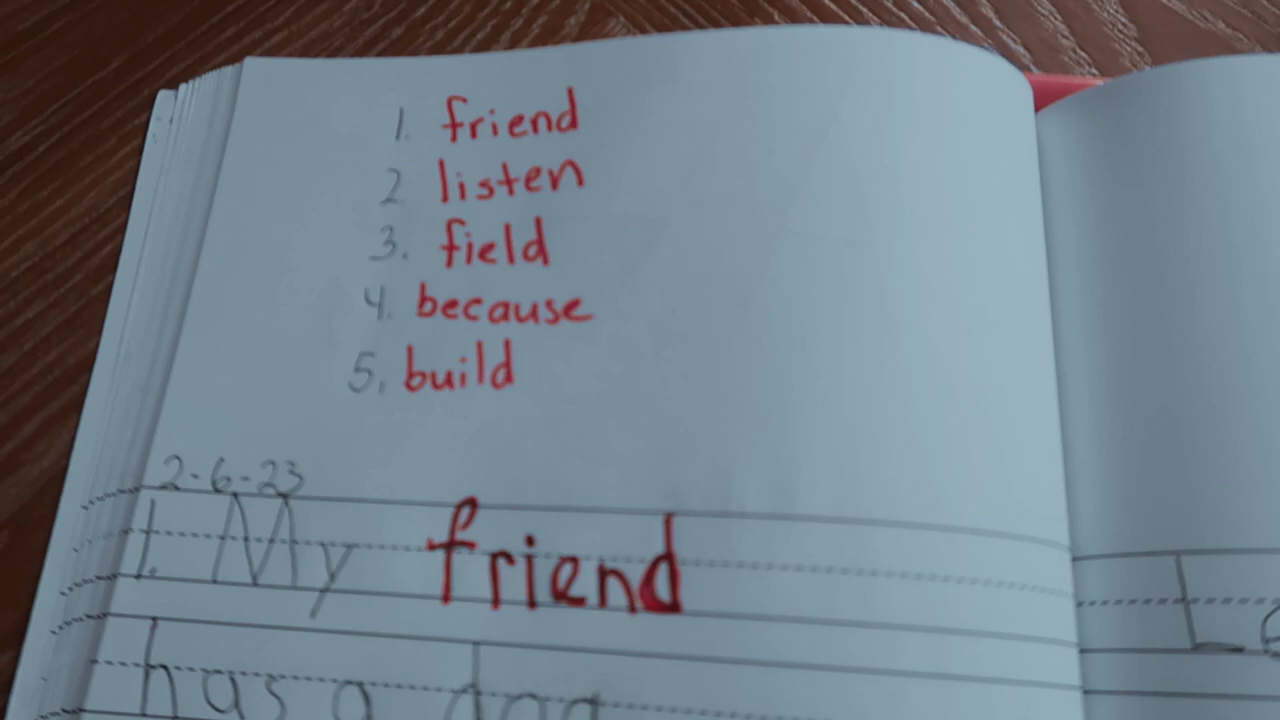 1. friend
2 listen
3. field
4. because
5. build
2-6-23
1. My friend
has a dog